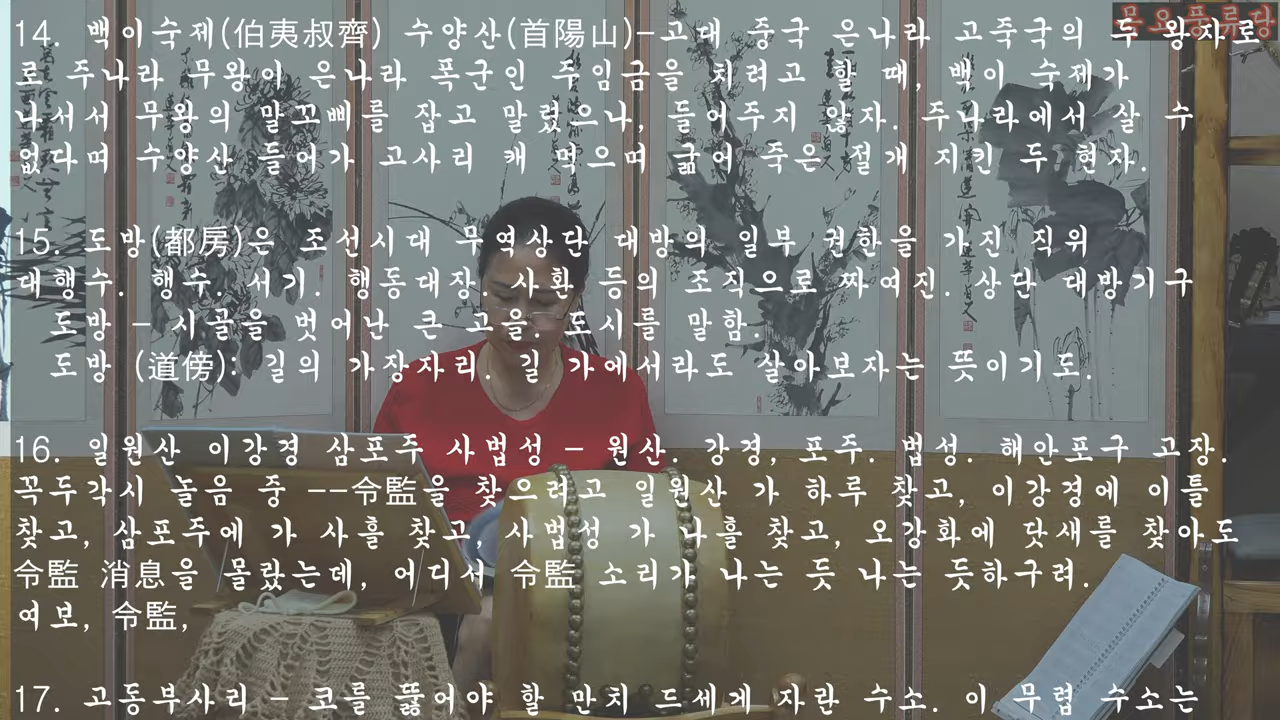 목요풍류당
14. 백이숙제(伯夷叔齊) 수양산(首陽山)-고대 중국 은나라 고죽국의 두 왕자로
로 주나라 무왕이 은나라 폭군인 주임금을 치려고 할 때, 백이 숙제가
나서서 무왕의 말꼬삐를 잡고 말렸으나, 들어주지 않자. 주나라에서 살 수
없다며 수양산 들어가 고사리 캐 먹으며 굶어 죽은 절개 지킨 두 현자.
15. 도방(都房)은 조선시대 무역상단 대방의 일부 권한을 가진 직위
대행수. 행수. 서기. 행동대장. 사환 등의 조직으로 짜여진. 상단 대방기구
도방 - 시골을 벗어난 큰 고을. 도시를 말함.
도방 (道傍): 길의 가장자리. 길 가에서라도 살아보자는 뜻이기도.
16. 일원산 이강경 삼포주 사법성 - 원산. 강경, 포주. 법성. 해안포구 고장.
꼭두각시 놀음 중 --令監을 찾으려고 일원산 가 하루 찾고, 이강경에 이틀
찾고, 삼포주에 가 사흘 찾고, 사법성 가 나흘 찾고, 오강화에 닷새를 찾아도
令監 消息을 몰랐는데, 어디서 令監 소리가 나는 듯 나는 듯하구려.
여보, 令監,
17. 고동부사리 - 코를 뚫어야 할 만치 드세게 자란 수소. 이 무렵 수소는